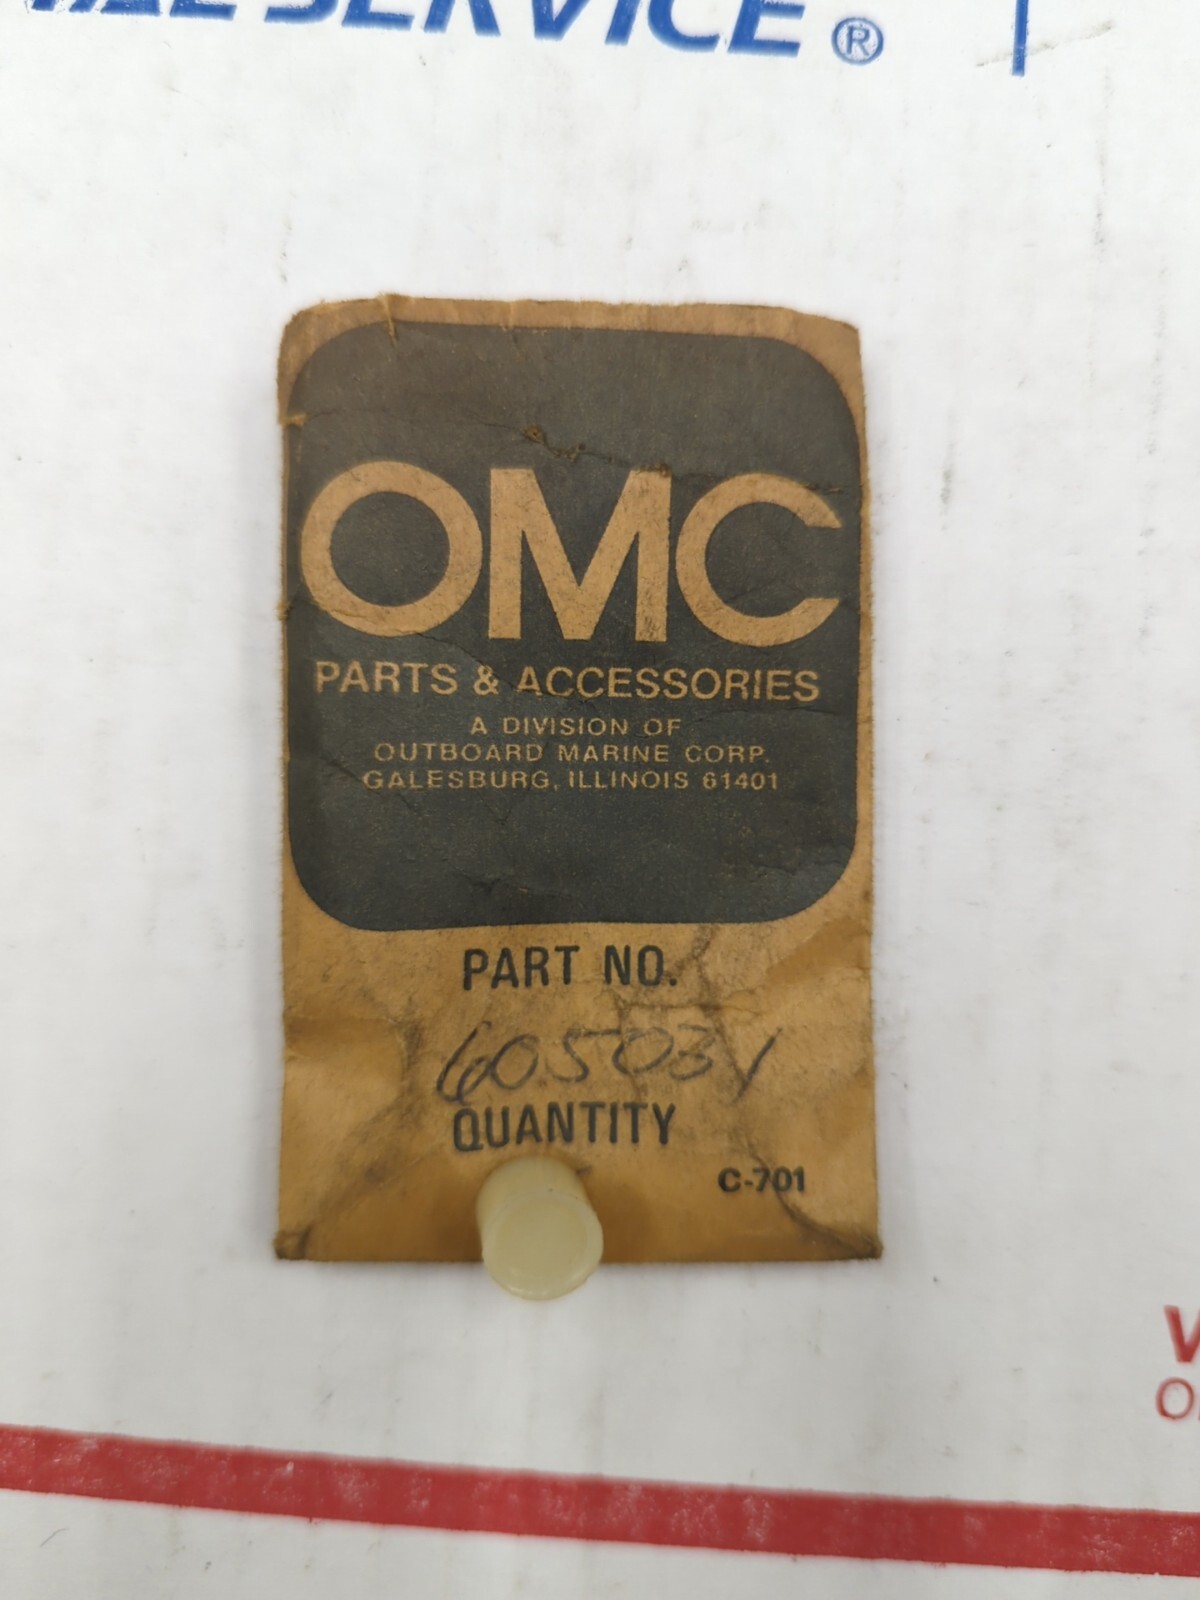 SERVICE®
OMC
PARTS & ACCESSORIES
A DIVISION OF
OUTBOARD MARINE CORP.
GALESBURG, ILLINOIS 61401
PART NO.
605031
QUANTITY
C-701